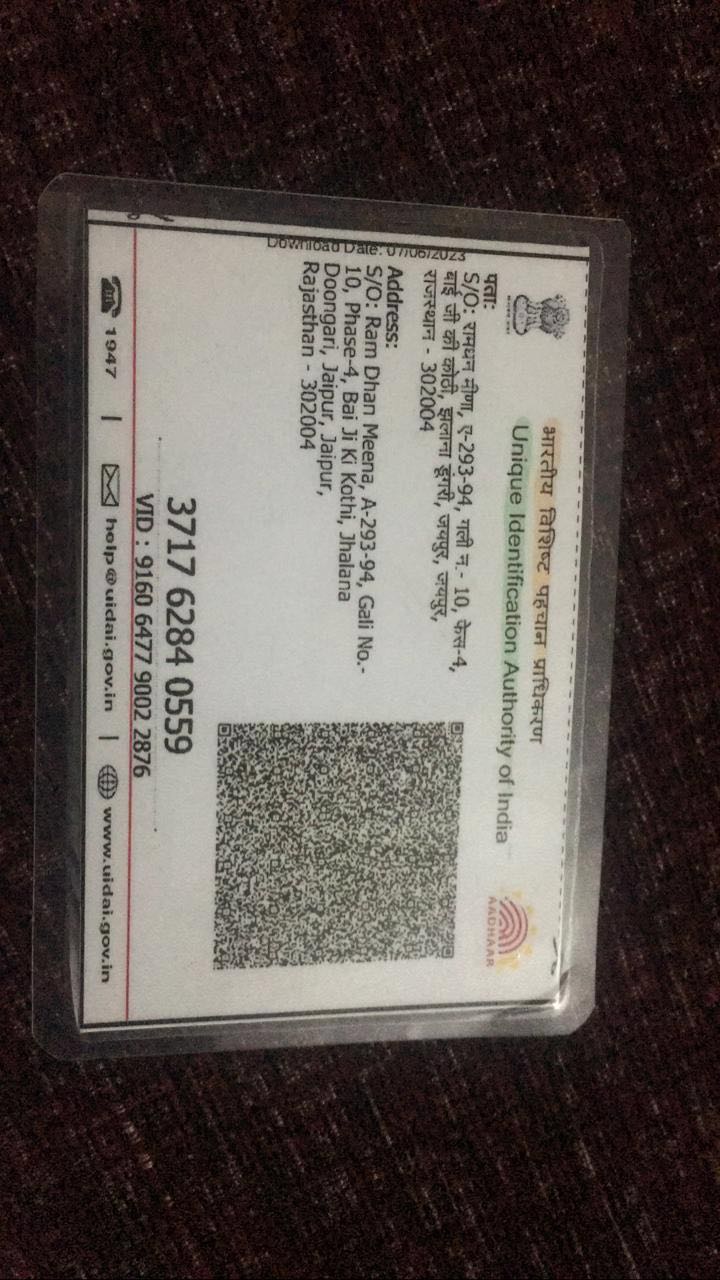 भारतीय विशिष्ट पहचान प्राधिकरण
Unique Identification Authority of India
AADHAAR
पता:
S/O: रामधन मीणा, ए-293-94, गली न.- 10, फेस-4,
बाई जी की कोठी, झालाना डूंगरी, जयपुर, जयपुर,
राजस्थान - 302004
Address:
S/O: Ram Dhan Meena, A-293-94, Gali No.-
10, Phase-4, Bai Ji Ki Kothi, Jhalana
Doongari, Jaipur, Jaipur,
Rajasthan - 302004
Download Date: 07/06/2023
3717 6284 0559
VID : 9160 6477 9002 2876
1947 | help@uidai.gov.in | www.uidai.gov.in